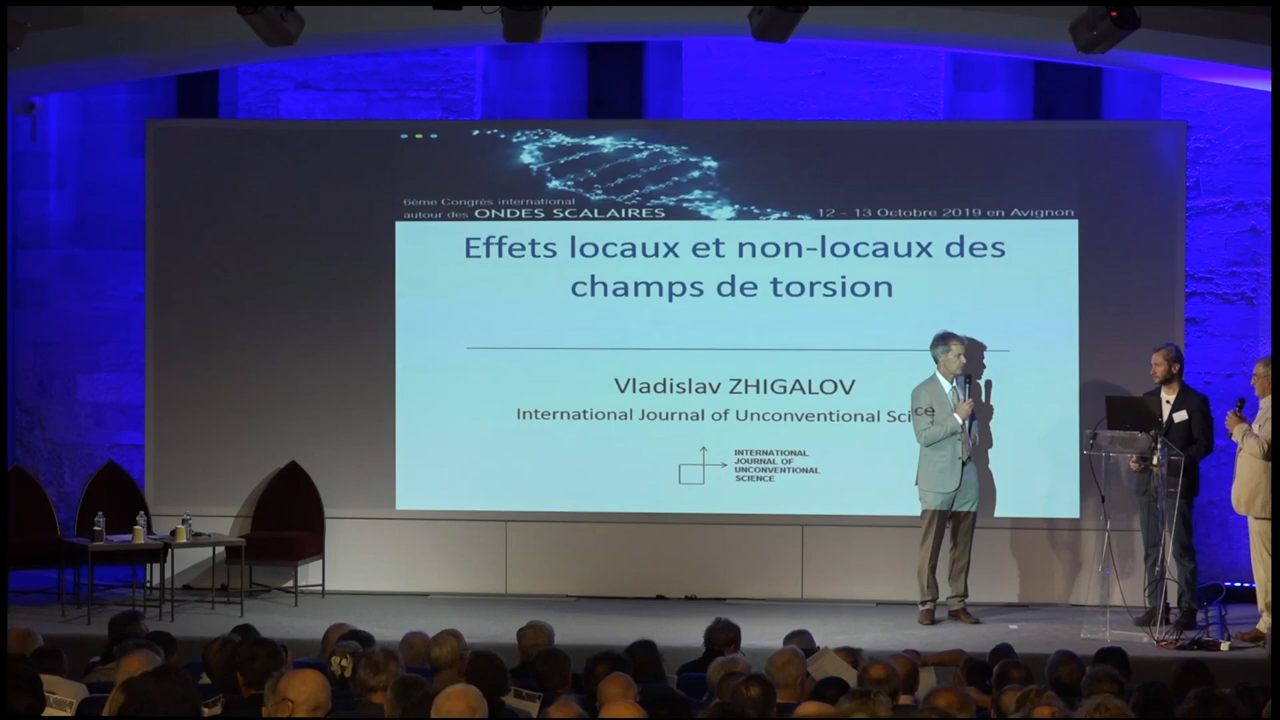 6ème Congrès international
autour des ONDES SCALAIRES
12 - 13 Octobre 2019 en Avignon
Effets locaux et non-locaux des
champs de torsion
Vladislav ZHIGALOV
International Journal of Unconventional Science
INTERNATIONAL
JOURNAL OF
UNCONVENTIONAL
SCIENCE